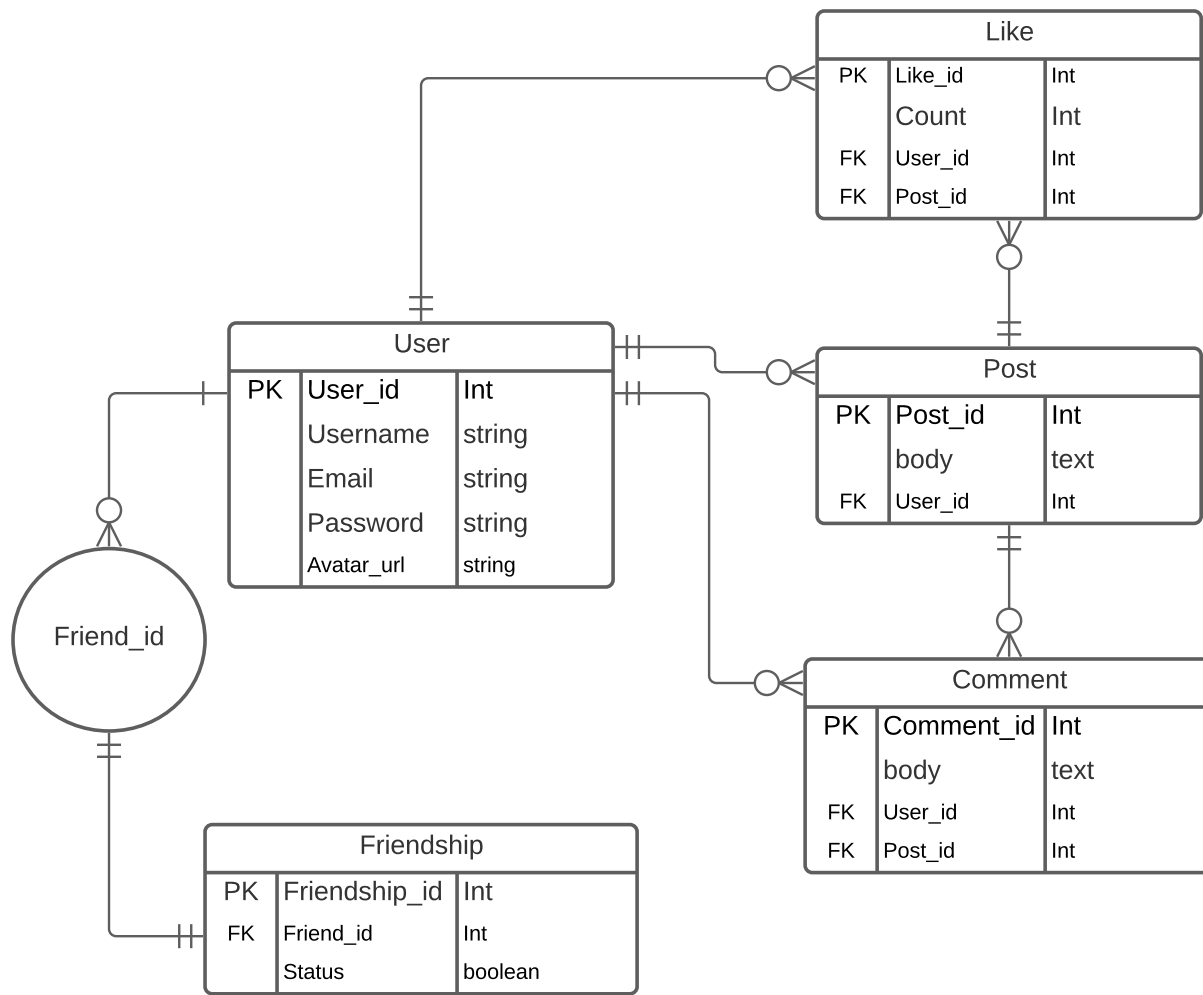 Like
PK Like_id Int
Count Int
FK User_id Int
FK Post_id Int
User
PK User_id Int
Username string
Email string
Password string
Avatar_url string
Post
PK Post_id Int
body text
FK User_id Int
Friend_id
Comment
PK Comment_id Int
body text
FK User_id Int
FK Post_id Int
Friendship
PK Friendship_id Int
FK Friend_id Int
Status boolean